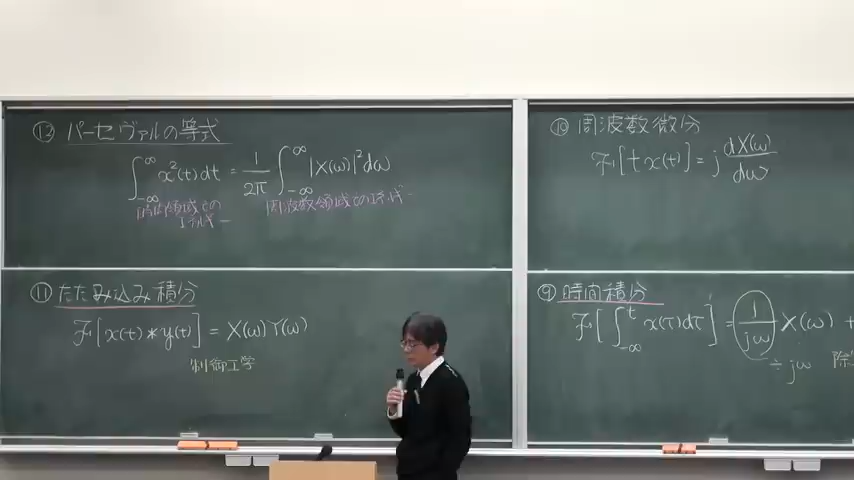 ⑫ パーセヴァルの等式
∫_{-∞}^{∞} x²(t)dt = 1/2π ∫_{-∞}^{∞} |X(ω)|²dω
時間領域での 周波数領域でのエネルギー
エネルギー
⑪ たたみ込み積分
ℱ[x(t)*y(t)] = X(ω)Y(ω)
制御工学
⑩ 周波数微分
ℱ[t x(t)] = j dX(ω)/dω
⑨ 時間積分
ℱ[∫_{-∞}^{t} x(τ)dτ] = 1/jω X(ω) +
÷jω 除